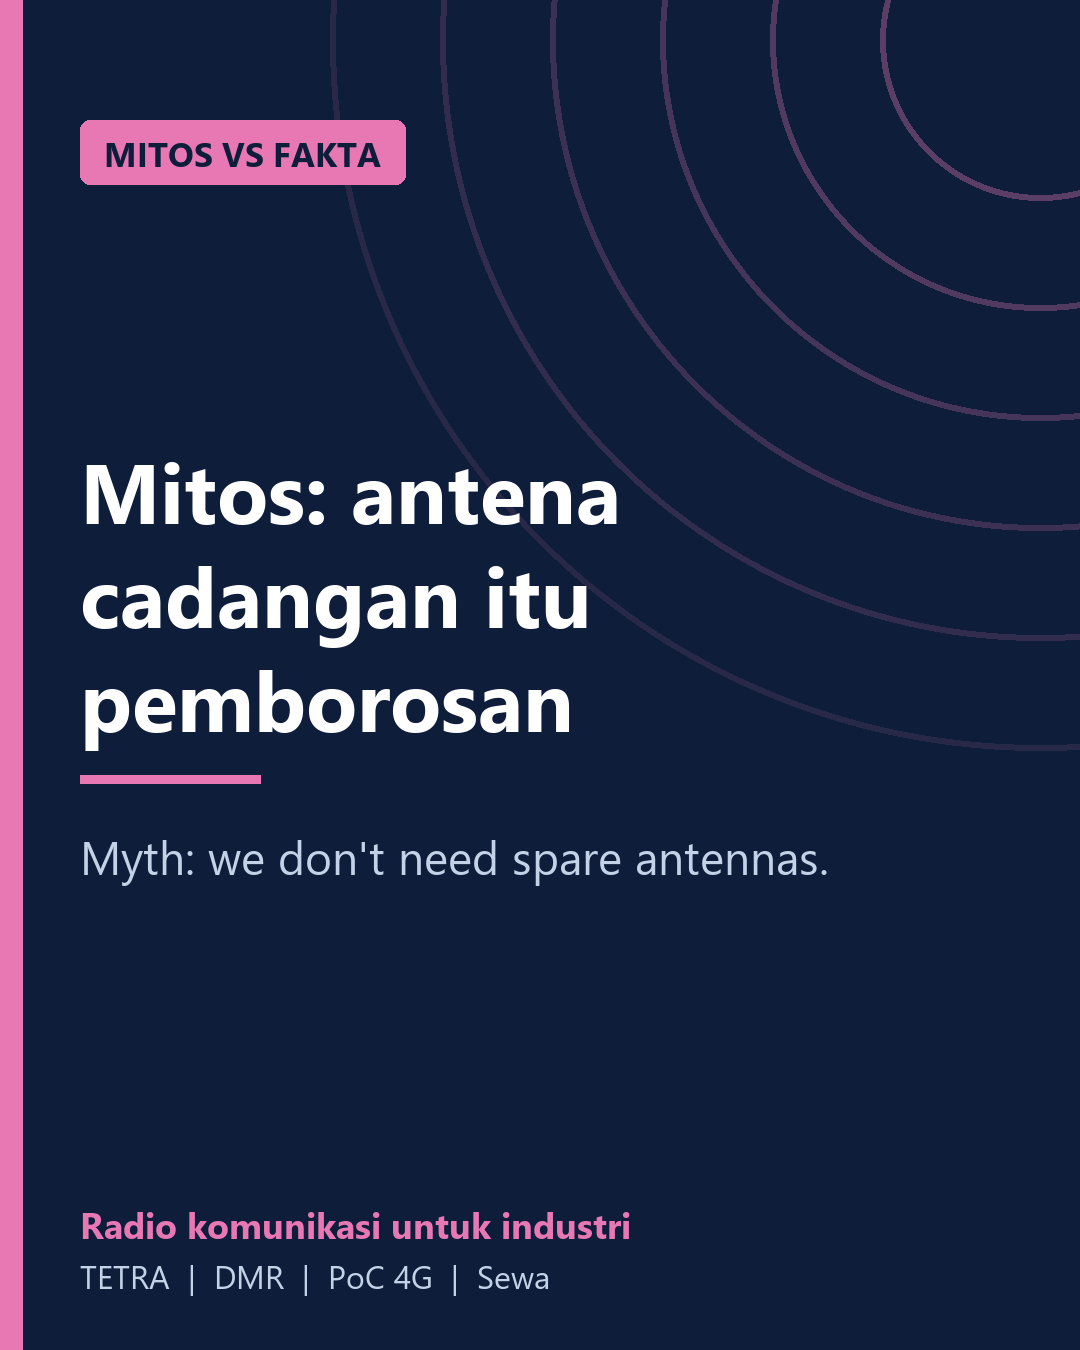 MITOS VS FAKTA
Mitos: antena
cadangan itu
pemborosan
Myth: we don't need spare antennas.
Radio komunikasi untuk industri
TETRA | DMR | PoC 4G | Sewa